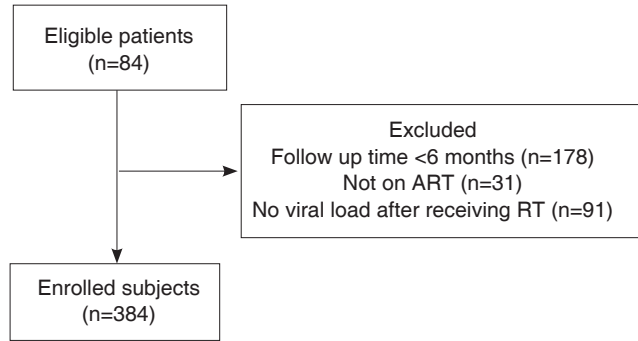 Eligible patients
(n=84)
Excluded
Follow up time <6 months (n=178)
Not on ART (n=31)
No viral load after receiving RT (n=91)
Enrolled subjects
(n=384)